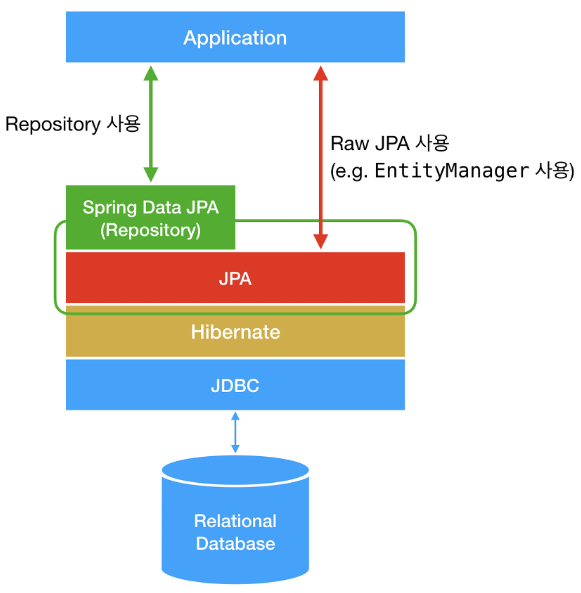 Application
Repository 사용
Raw JPA 사용
(e.g. EntityManager 사용)
Spring Data JPA
(Repository)
JPA
Hibernate
JDBC
Relational
Database